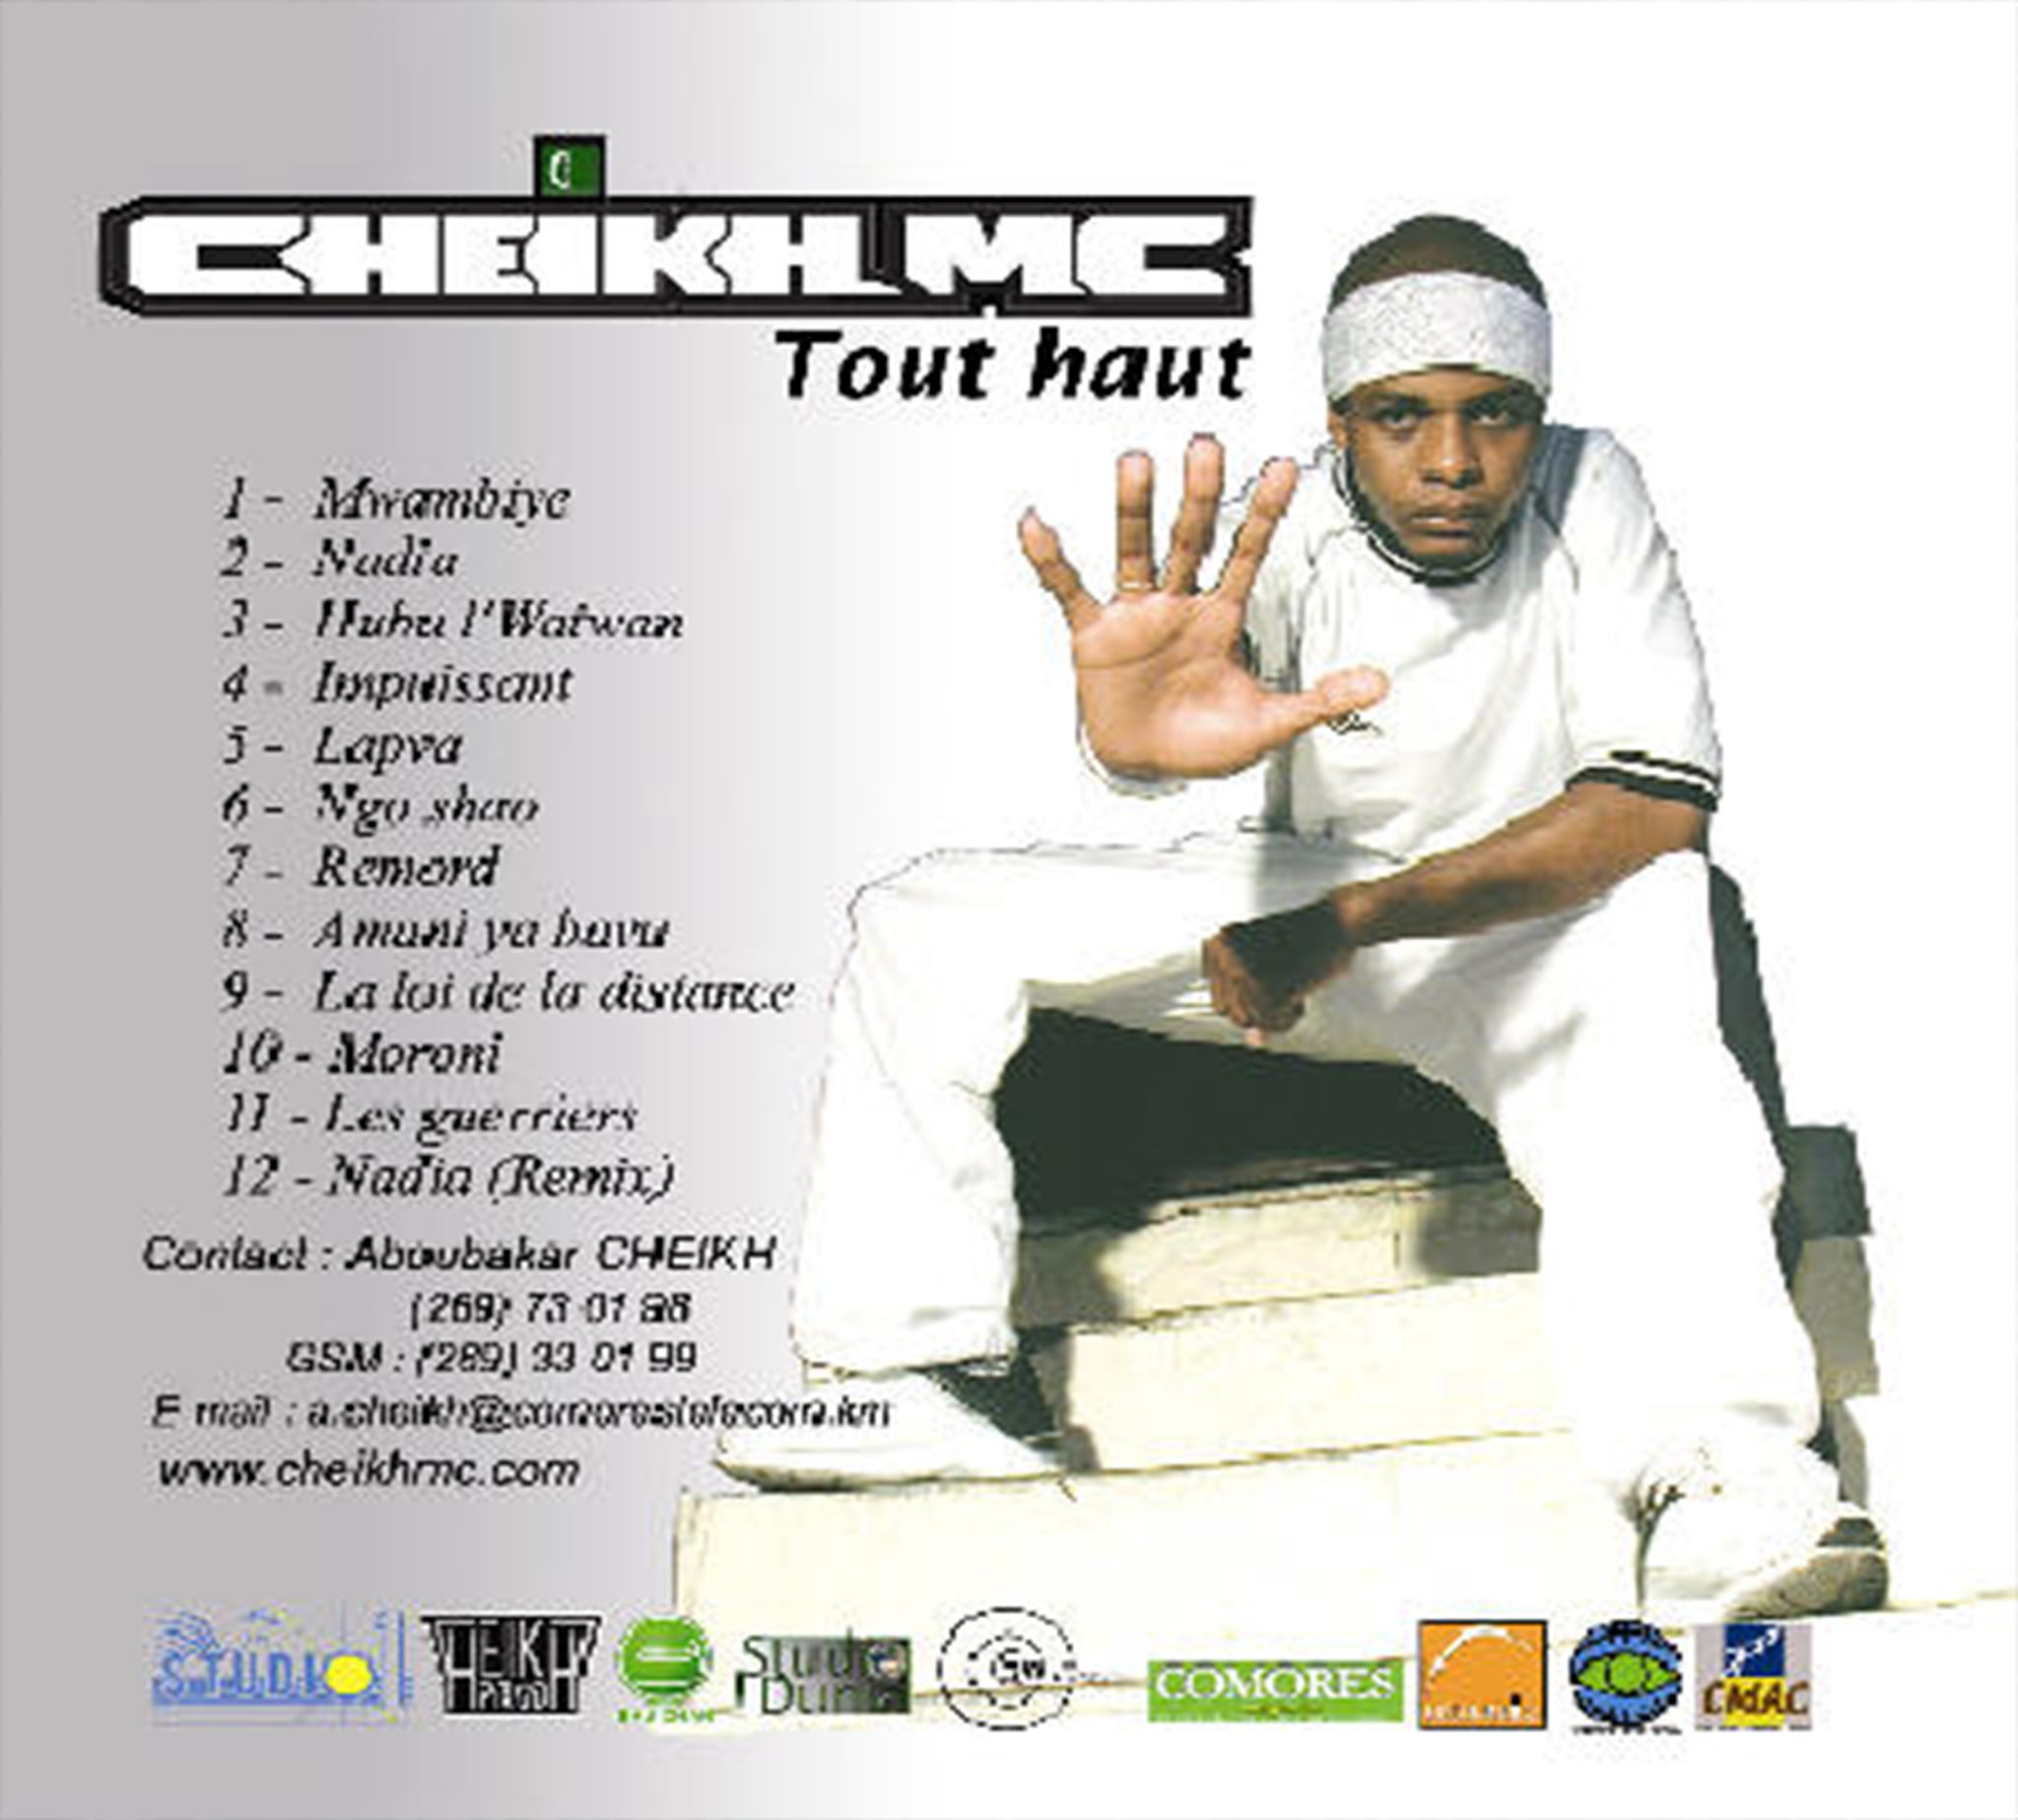 CHEIKH MC
Tout haut
1 - Mwambiye
2 - Nadia
3 - Hubu l'Watwan
4 - Impuissant
5 - Lapva
6 - Ngo shao
7 - Remord
8 - Amani ya bavu
9 - La loi de la distance
10 - Moroni
11 - Les guerriers
12 - Nadia (Remix)
Contact : Aboubakar CHEIKH
(269) 73 01 98
GSM : (269) 33 01 99
E mail : a.cheikh@comorestelecom.km
www.cheikhmc.com
STUDIO
HEIKH
Studio
COMORES
CMAC